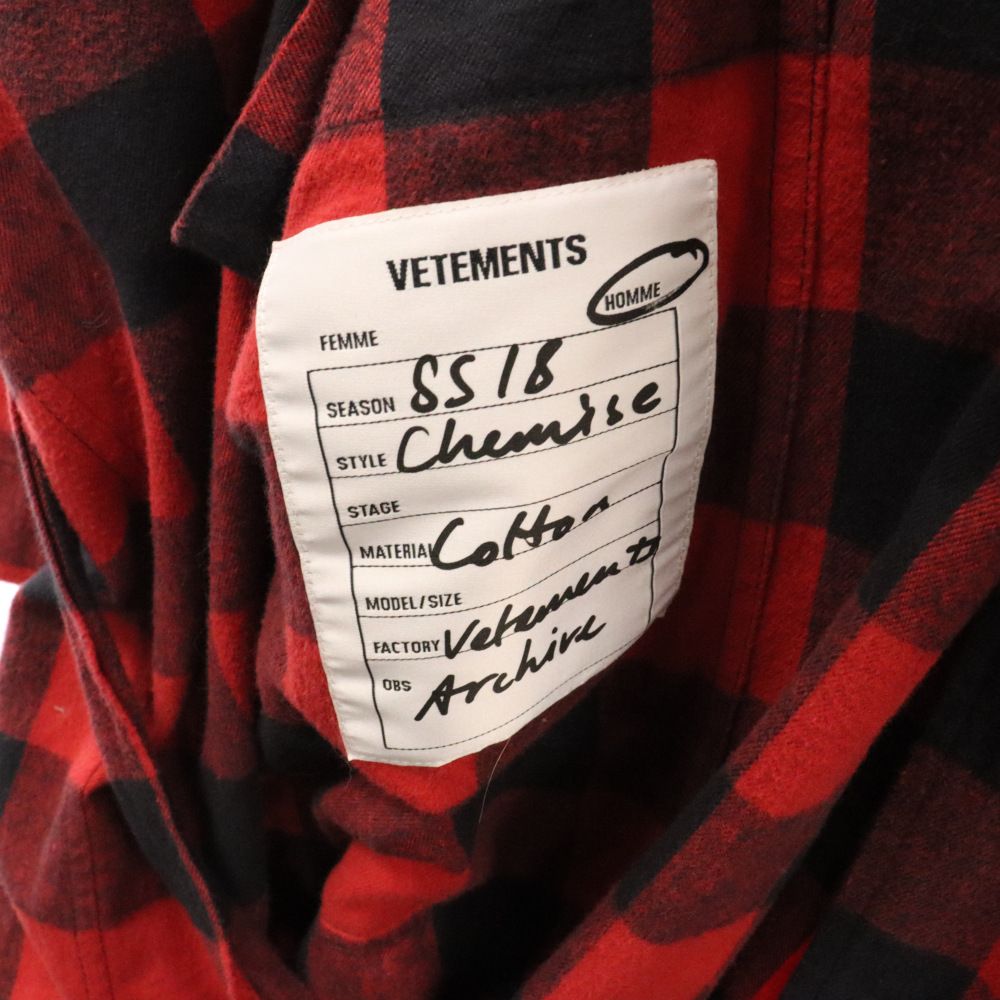 VETEMENTS
HOMME
FEMME
SEASON SS18
STYLE Chemise
STAGE
MATERIAL Cotton
MODEL/SIZE
FACTORY Vetements
OBS Archive